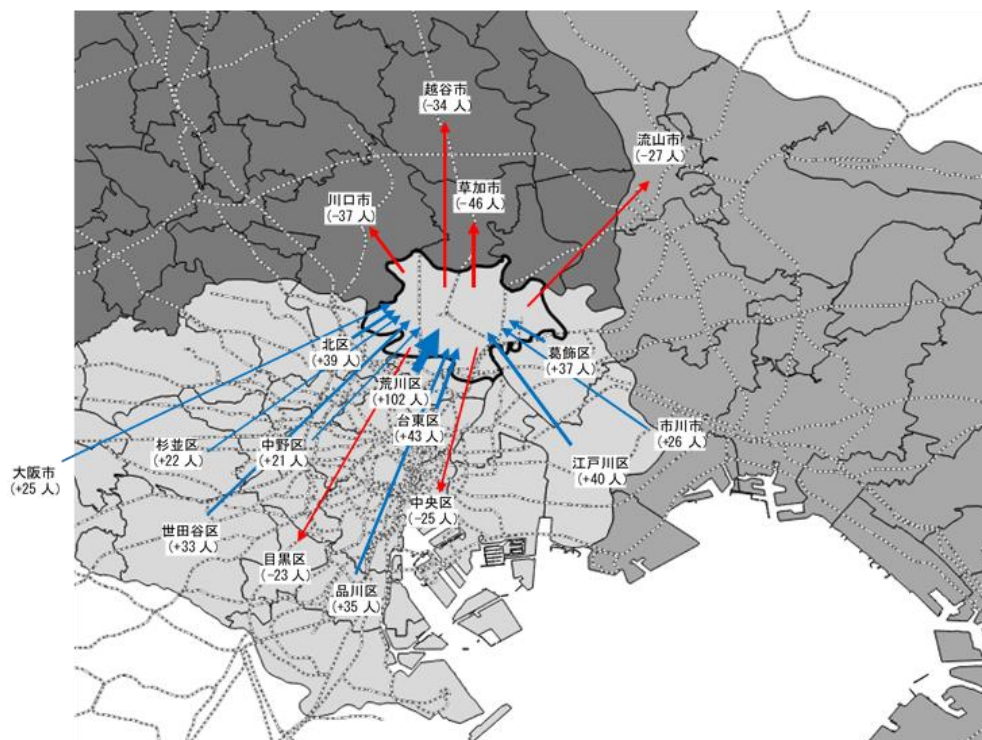 越谷市
(-34 人)
流山市
(-27 人)
川口市
(-37 人)
草加市
(-46 人)
北区
(+39 人)
荒川区
(+102 人)
葛飾区
(+37 人)
台東区
(+43 人)
杉並区
(+22 人)
中野区
(+21 人)
市川市
(+26 人)
大阪市
(+25 人)
江戸川区
(+40 人)
中央区
(-25 人)
世田谷区
(+33 人)
目黒区
(-23 人)
品川区
(+35 人)